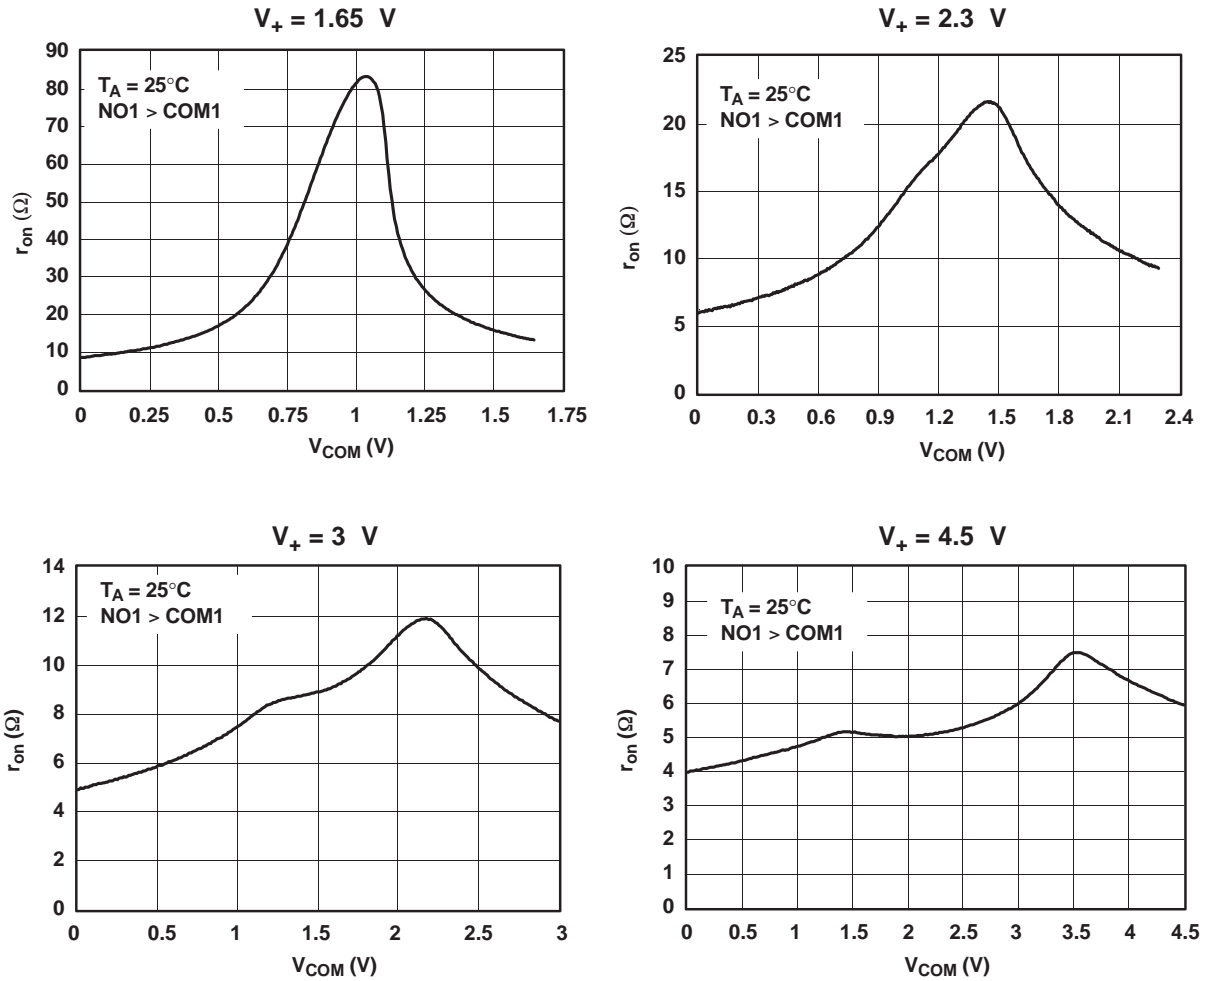 V+ = 1.65 V
90
80
70
60
50
40
30
20
10
0
ron (Ω)
TA = 25°C
NO1 > COM1
0 0.25 0.5 0.75 1 1.25 1.5 1.75
VCOM (V)
V+ = 2.3 V
25
20
15
10
5
0
ron (Ω)
TA = 25°C
NO1 > COM1
0 0.3 0.6 0.9 1.2 1.5 1.8 2.1 2.4
VCOM (V)
V+ = 3 V
14
12
10
8
6
4
2
0
ron (Ω)
TA = 25°C
NO1 > COM1
0 0.5 1 1.5 2 2.5 3
VCOM (V)
V+ = 4.5 V
10
9
8
7
6
5
4
3
2
1
0
ron (Ω)
TA = 25°C
NO1 > COM1
0 0.5 1 1.5 2 2.5 3 3.5 4 4.5
VCOM (V)